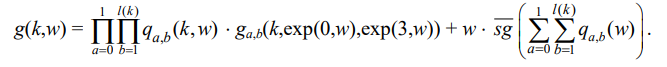 g(k,w) = ∏_{a=0}^{1} ∏_{b=1}^{l(k)} q_{a,b}(k,w) · g_{a,b}(k,exp(0,w),exp(3,w)) + w · \overline{sg} ( ∑_{a=0}^{1} ∑_{b=1}^{l(k)} q_{a,b}(w) ).